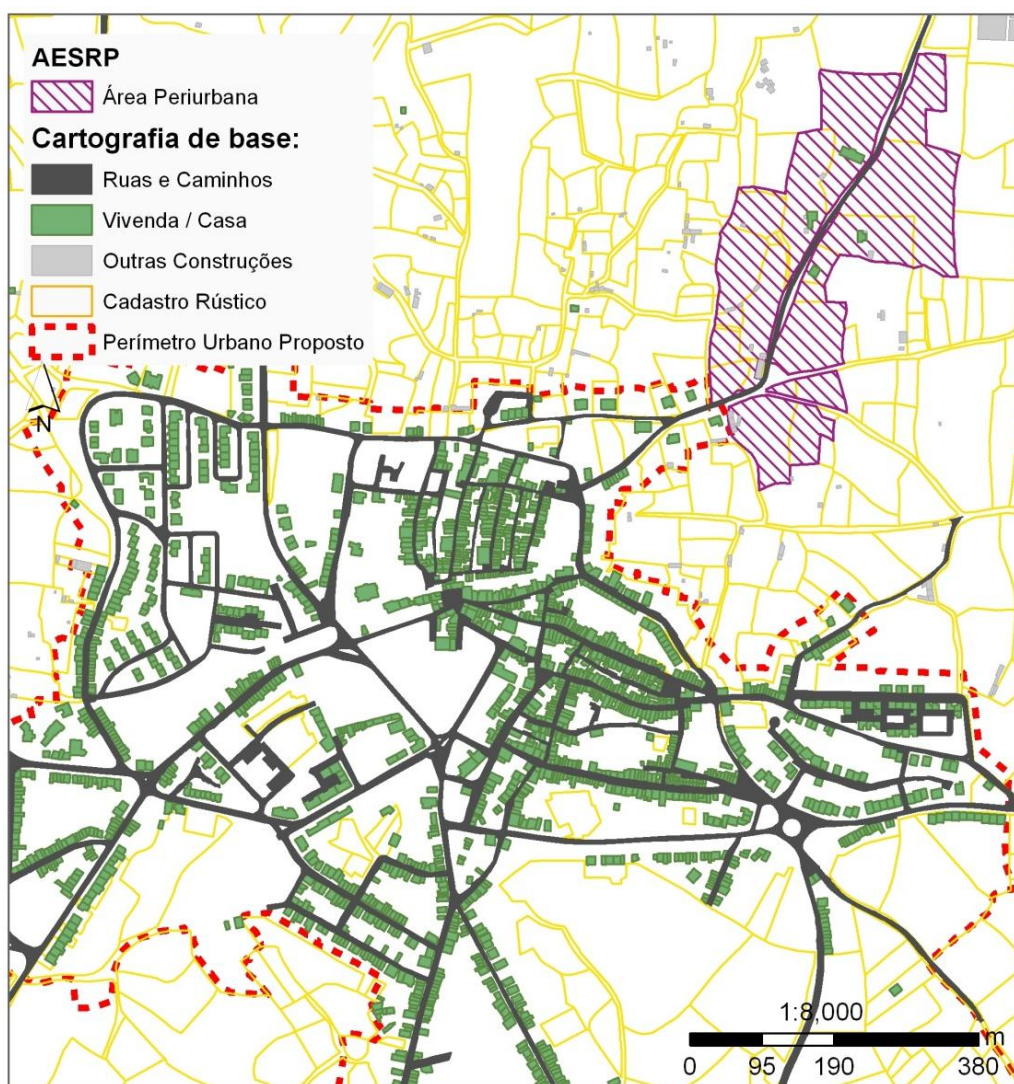 AESRP
Área Periurbana
Cartografia de base:
Ruas e Caminhos
Vivenda / Casa
Outras Construções
Cadastro Rústico
Perímetro Urbano Proposto
N
1:8,000
m
0 95 190 380